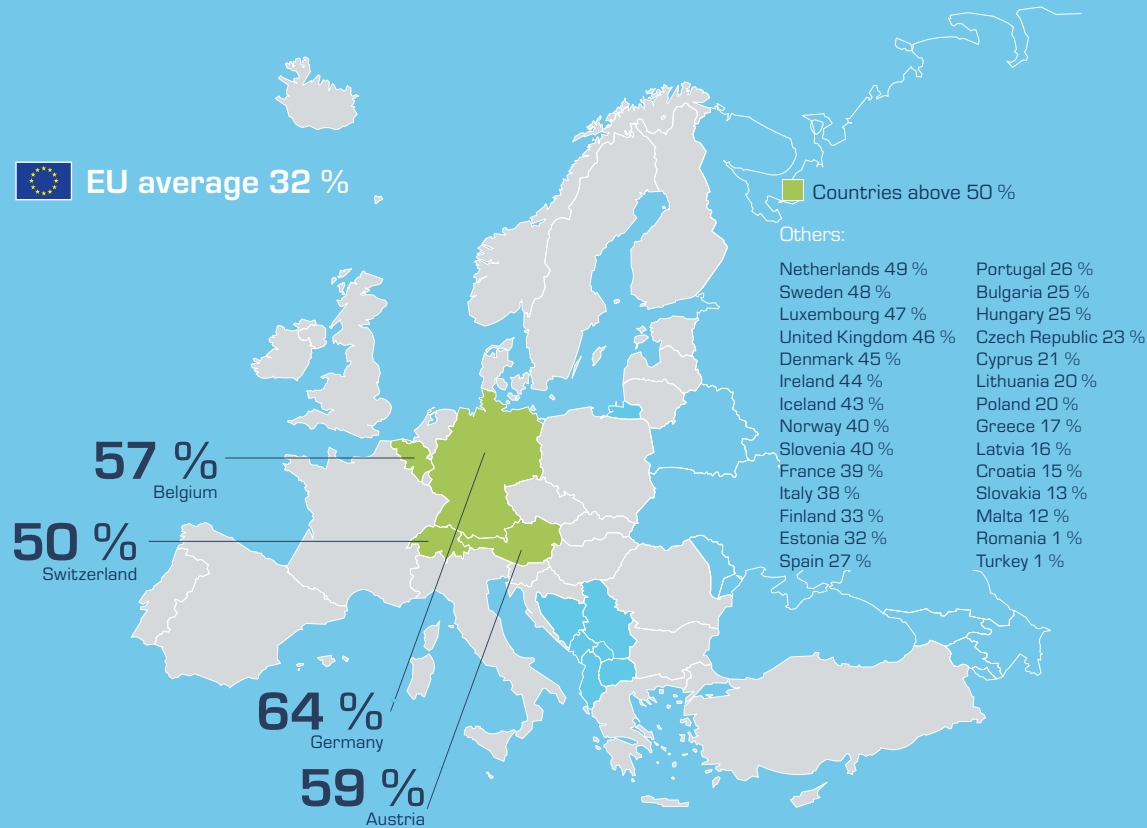 EU average 32 %
Countries above 50 %
Others:
Netherlands 49 %
Sweden 48 %
Luxembourg 47 %
United Kingdom 46 %
Denmark 45 %
Ireland 44 %
Iceland 43 %
Norway 40 %
Slovenia 40 %
France 39 %
Italy 38 %
Finland 33 %
Estonia 32 %
Spain 27 %
Portugal 26 %
Bulgaria 25 %
Hungary 25 %
Czech Republic 23 %
Cyprus 21 %
Lithuania 20 %
Poland 20 %
Greece 17 %
Latvia 16 %
Croatia 15 %
Slovakia 13 %
Malta 12 %
Romania 1 %
Turkey 1 %
57 %
Belgium
50 %
Switzerland
64 %
Germany
59 %
Austria